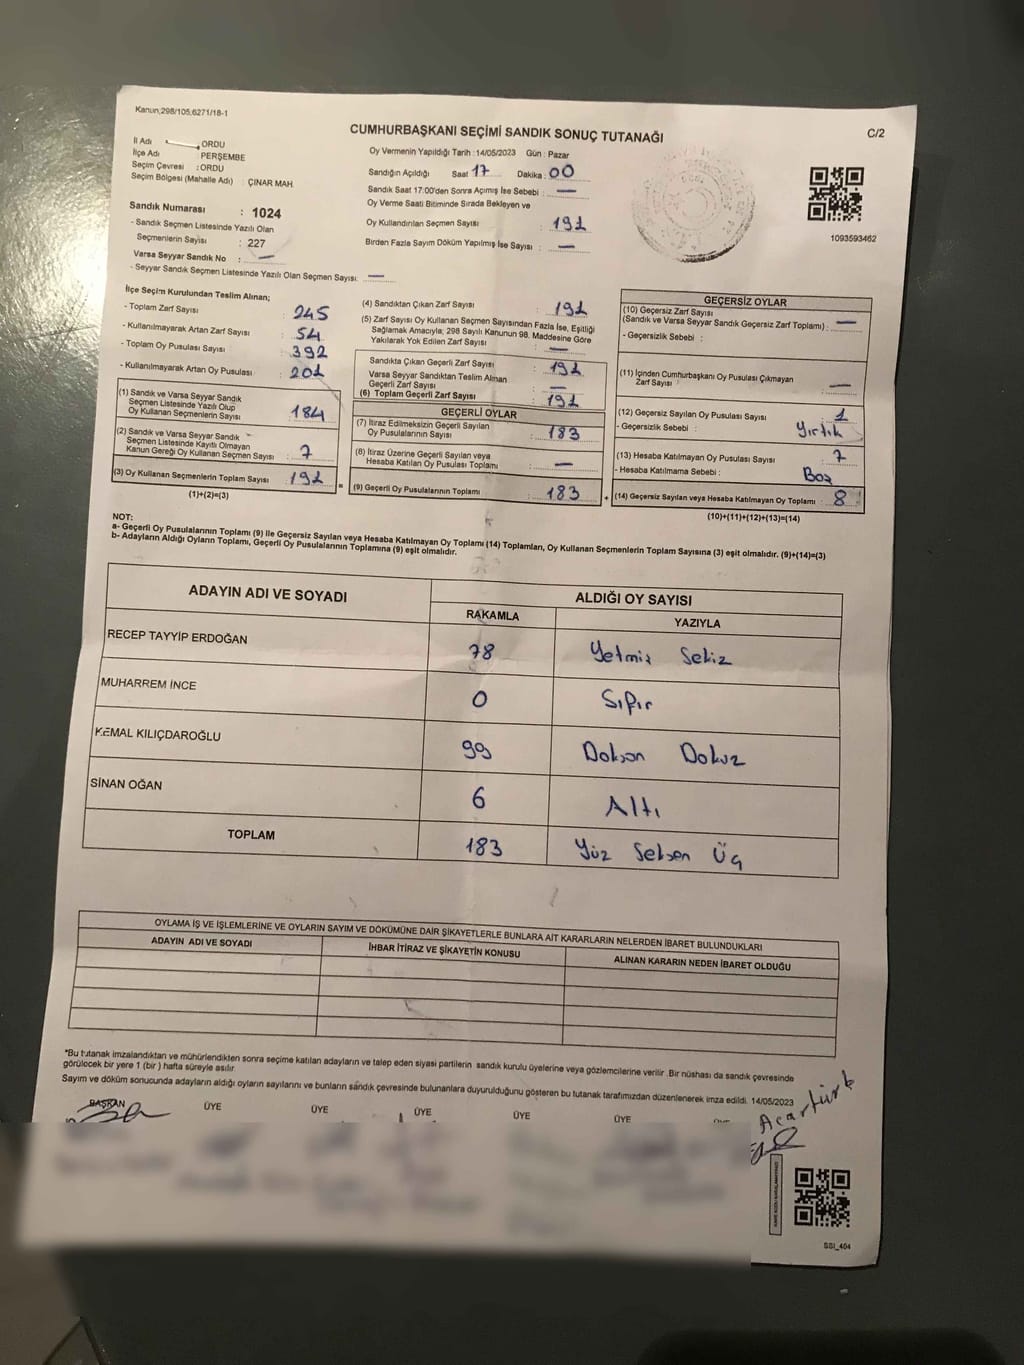 Kanun;298/105,6271/18-1
CUMHURBAŞKANI SEÇİMİ SANDIK SONUÇ TUTANAĞI
C/2
İl Adı : ORDU
İlçe Adı : PERŞEMBE
Seçim Çevresi : ORDU
Seçim Bölgesi (Mahalle Adı) : ÇINAR MAH.
Sandık Numarası : 1024
- Sandık Seçmen Listesinde Yazılı Olan
Seçmenlerin Sayısı : 227
Varsa Seyyar Sandık No : —
- Seyyar Sandık Seçmen Listesinde Yazılı Olan Seçmen Sayısı: —
Oy Vermenin Yapıldığı Tarih : 14/05/2023 Gün : Pazar
Sandığın Açıldığı Saat : 17 Dakika : 00
Sandık Saat 17:00'den Sonra Açımış İse Sebebi : —
Oy Verme Saati Bitiminde Sırada Bekleyen ve
Oy Kullandırılan Seçmen Sayısı : 191
Birden Fazla Sayım Döküm Yapılmış İse Sayısı : —
1093593462
İlçe Seçim Kurulundan Teslim Alınan;
- Toplam Zarf Sayısı : 245
- Kullanılmayarak Artan Zarf Sayısı : 54
- Toplam Oy Pusulası Sayısı : 392
- Kullanılmayarak Artan Oy Pusulası : 201
(1) Sandık ve Varsa Seyyar Sandık
Seçmen Listesinde Yazılı Olup
Oy Kullanan Seçmenlerin Sayısı : 184
(2) Sandık ve Varsa Seyyar Sandık
Seçmen Listesinde Kayıtlı Olmayan
Kanun Gereği Oy Kullanan Seçmen Sayısı : 7
(3) Oy Kullanan Seçmenlerin Toplam Sayısı : 191
(1)+(2)=(3)
=
(4) Sandıktan Çıkan Zarf Sayısı : 191
(5) Zarf Sayısı Oy Kullanan Seçmen Sayısından Fazla İse, Eşitliği
Sağlamak Amacıyla; 298 Sayılı Kanunun 98. Maddesine Göre
Yakılarak Yok Edilen Zarf Sayısı : —
Sandıkta Çıkan Geçerli Zarf Sayısı : 191
Varsa Seyyar Sandıktan Teslim Alman
Geçerli Zarf Sayısı : —
(6) Toplam Geçerli Zarf Sayısı : 191
GEÇERLİ OYLAR
(7) İtiraz Edilmeksizin Geçerli Sayılan
Oy Pusulalarının Sayısı : 183
(8) İtiraz Üzerine Geçerli Sayılan veya
Hesaba Katılan Oy Pusulası Toplamı : —
(9) Geçerli Oy Pusulalarının Toplamı : 183
+
GEÇERSİZ OYLAR
(10) Geçersiz Zarf Sayısı
(Sandık ve Varsa Seyyar Sandık Geçersiz Zarf Toplamı) : —
- Geçersizlik Sebebi :
(11) İçinden Cumhurbaşkanı Oy Pusulası Çıkmayan
Zarf Sayısı : —
(12) Geçersiz Sayılan Oy Pusulası Sayısı : 1
- Geçersizlik Sebebi : Yırtık
(13) Hesaba Katılmayan Oy Pusulası Sayısı : 7
- Hesaba Katılmama Sebebi : Boş
(14) Geçersiz Sayılan veya Hesaba Katılmayan Oy Toplamı : 8
(10)+(11)+(12)+(13)=(14)
NOT:
a- Geçerli Oy Pusulalarının Toplamı (9) ile Geçersiz Sayılan veya Hesaba Katılmayan Oy Toplamı (14) Toplamları, Oy Kullanan Seçmenlerin Toplam Sayısına (3) eşit olmalıdır. (9)+(14)=(3)
b- Adayların Aldığı Oyların Toplamı, Geçerli Oy Pusulalarının Toplamına (9) eşit olmalıdır.
ADAYIN ADI VE SOYADI ALDIĞI OY SAYISI
RAKAMLA YAZIYLA
RECEP TAYYİP ERDOĞAN 78 Yetmiş Sekiz
MUHARREM İNCE 0 Sıfır
KEMAL KILIÇDAROĞLU 99 Doksan Dokuz
SİNAN OĞAN 6 Altı
TOPLAM 183 Yüz Seksen Üç
OYLAMA İŞ VE İŞLEMLERİNE VE OYLARIN SAYIM VE DÖKÜMÜNE DAİR ŞİKAYETLERLE BUNLARA AİT KARARLARIN NELERDEN İBARET BULUNDUKLARI
ADAYIN ADI VE SOYADI İHBAR İTİRAZ VE ŞİKAYETİN KONUSU ALINAN KARARIN NEDEN İBARET OLDUĞU
*Bu tutanak imzalandıktan ve mühürlendikten sonra seçime katılan adayların ve talep eden siyasi partilerin sandık kurulu üyelerine veya gözlemcilerine verilir. Bir nüshası da sandık çevresinde
görülecek bir yere 1 (bir) hafta süreyle asılır.
Sayım ve döküm sonucunda adayların aldığı oyların sayılarını ve bunların sandık çevresinde bulunanlara duyurulduğunu gösteren bu tutanak tarafımızdan düzenlenerek imza edildi. 14/05/2023
BAŞKAN ÜYE ÜYE ÜYE ÜYE ÜYE
Acartürk
SSI_404